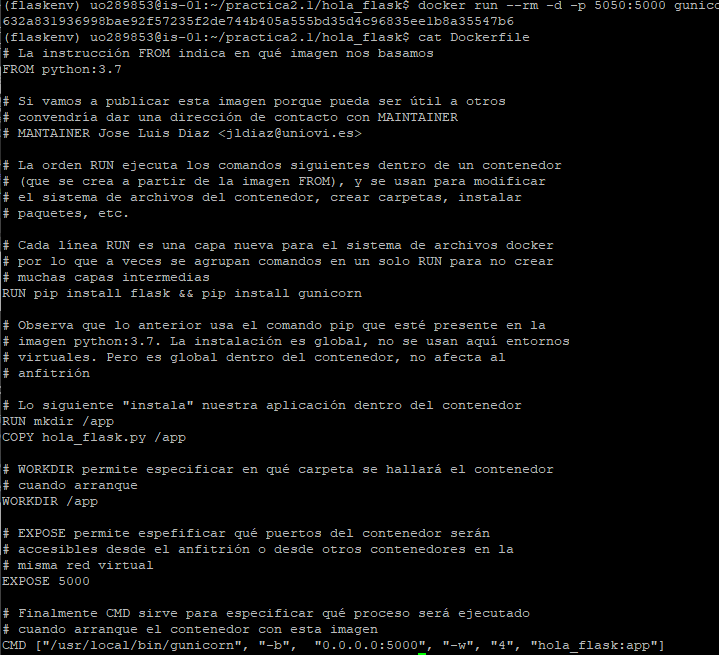 (flaskenv) uo289853@is-01:~/practica2.1/hola_flask$ docker run --rm -d -p 5050:5000 gunico
632a831936998bae92f57235f2de744b405a555bd35d4c96835ee1b8a35547b6
(flaskenv) uo289853@is-01:~/practica2.1/hola_flask$ cat Dockerfile
# La instrucción FROM indica en qué imagen nos basamos
FROM python:3.7
# Si vamos a publicar esta imagen porque pueda ser útil a otros
# convendría dar una dirección de contacto con MAINTAINER
# MANTAINER Jose Luis Diaz <jldiaz@uniovi.es>
# La orden RUN ejecuta los comandos siguientes dentro de un contenedor
# (que se crea a partir de la imagen FROM), y se usan para modificar
# el sistema de archivos del contenedor, crear carpetas, instalar
# paquetes, etc.
# Cada línea RUN es una capa nueva para el sistema de archivos docker
# por lo que a veces se agrupan comandos en un solo RUN para no crear
# muchas capas intermedias
RUN pip install flask && pip install gunicorn
# Observa que lo anterior usa el comando pip que esté presente en la
# imagen python:3.7. La instalación es global, no se usan aquí entornos
# virtuales. Pero es global dentro del contenedor, no afecta al
# anfitrión
# Lo siguiente "instala" nuestra aplicación dentro del contenedor
RUN mkdir /app
COPY hola_flask.py /app
# WORKDIR permite especificar en qué carpeta se hallará el contenedor
# cuando arranque
WORKDIR /app
# EXPOSE permite espefificar qué puertos del contenedor serán
# accesibles desde el anfitrión o desde otros contenedores en la
# misma red virtual
EXPOSE 5000
# Finalmente CMD sirve para especificar qué proceso será ejecutado
# cuando arranque el contenedor con esta imagen
CMD ["/usr/local/bin/gunicorn", "-b",  "0.0.0.0:5000", "-w", "4", "hola_flask:app"]